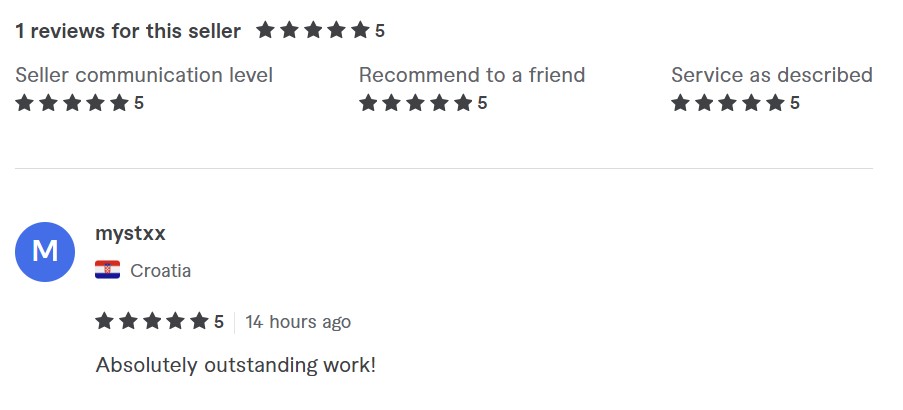 1 reviews for this seller ★★★★★ 5
Seller communication level Recommend to a friend Service as described
★★★★★ 5 ★★★★★ 5 ★★★★★ 5
M
mystxx
Croatia
★★★★★ 5 | 14 hours ago
Absolutely outstanding work!